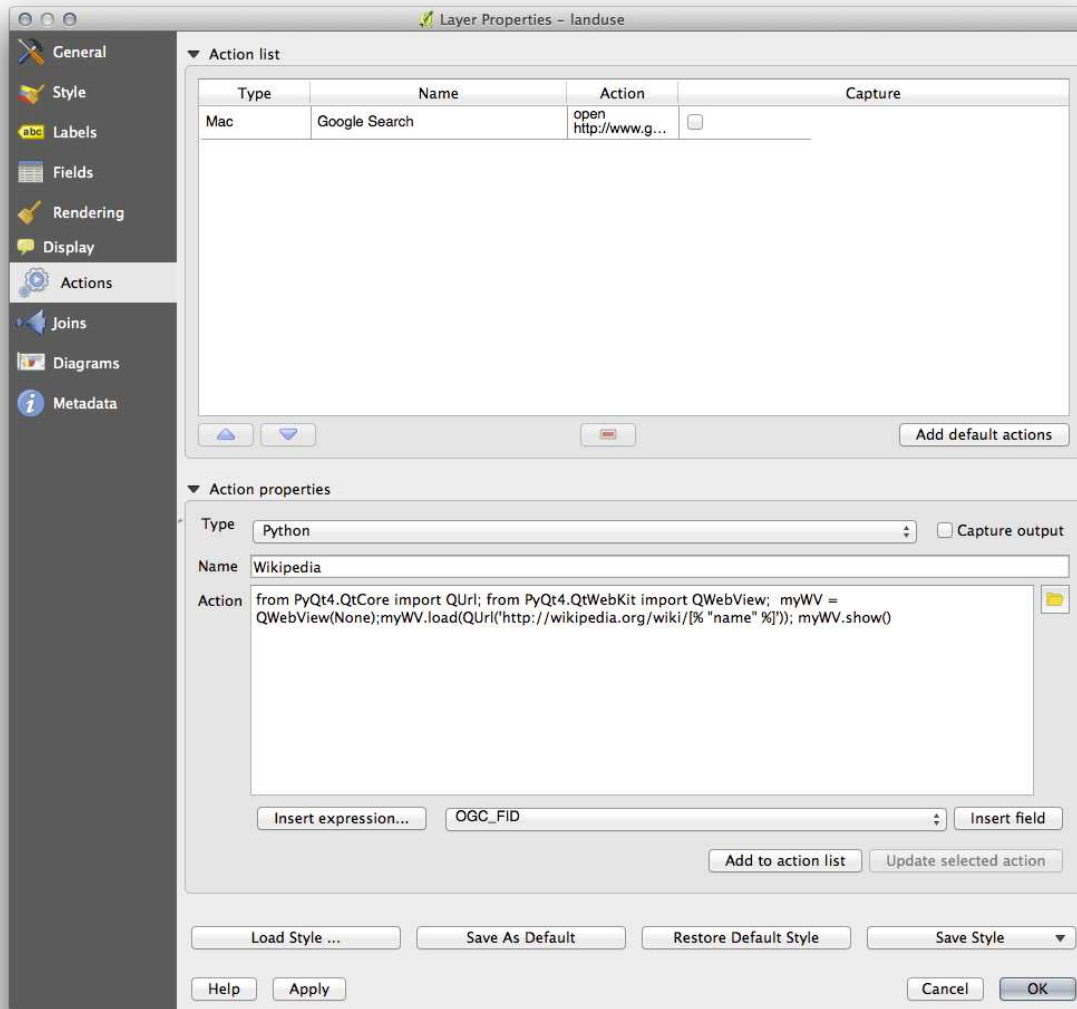 Layer Properties – landuse
General
Style
abc Labels
Fields
Rendering
Display
Actions
Joins
Diagrams
i Metadata
Action list
Type Name Action Capture
Mac Google Search open
http://www.g...
Add default actions
Action properties
Type Python Capture output
Name Wikipedia
Action from PyQt4.QtCore import QUrl; from PyQt4.QtWebKit import QWebView;  myWV =
QWebView(None);myWV.load(QUrl('http://wikipedia.org/wiki/[% "name" %]')); myWV.show()
Insert expression... OGC_FID Insert field
Add to action list Update selected action
Load Style ... Save As Default Restore Default Style Save Style
Help Apply Cancel OK